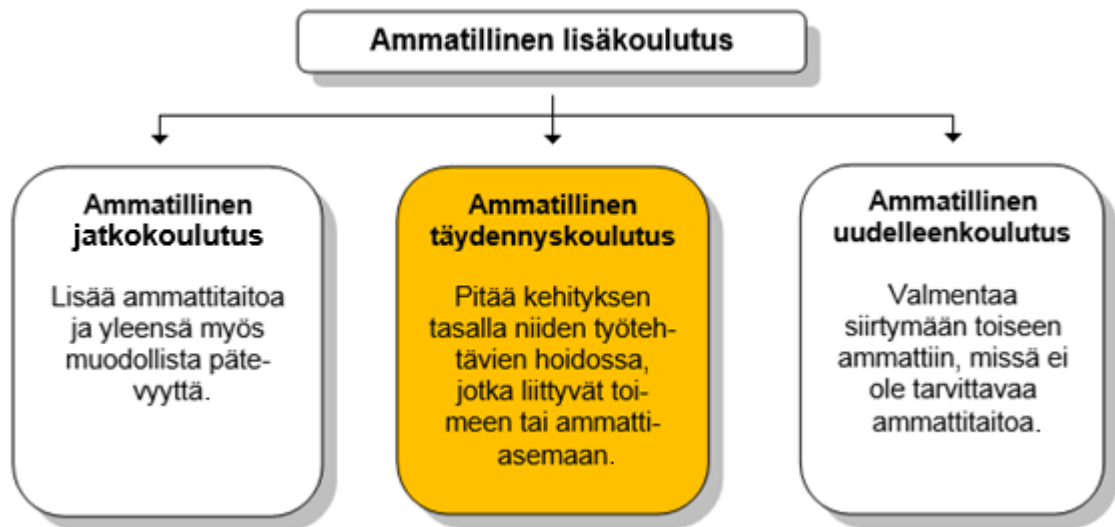 Ammatillinen lisäkoulutus
Ammatillinen
jatkokoulutus
Lisää ammattitaitoa
ja yleensä myös
muodollista päte-
vyyttä.
Ammatillinen
täydennyskoulutus
Pitää kehityksen
tasalla niiden työteh-
tävien hoidossa,
jotka liittyvät toi-
meen tai ammatti-
asemaan.
Ammatillinen
uudelleenkoulutus
Valmentaa
siirtymään toiseen
ammattiin, missä ei
ole tarvittavaa
ammattitaitoa.